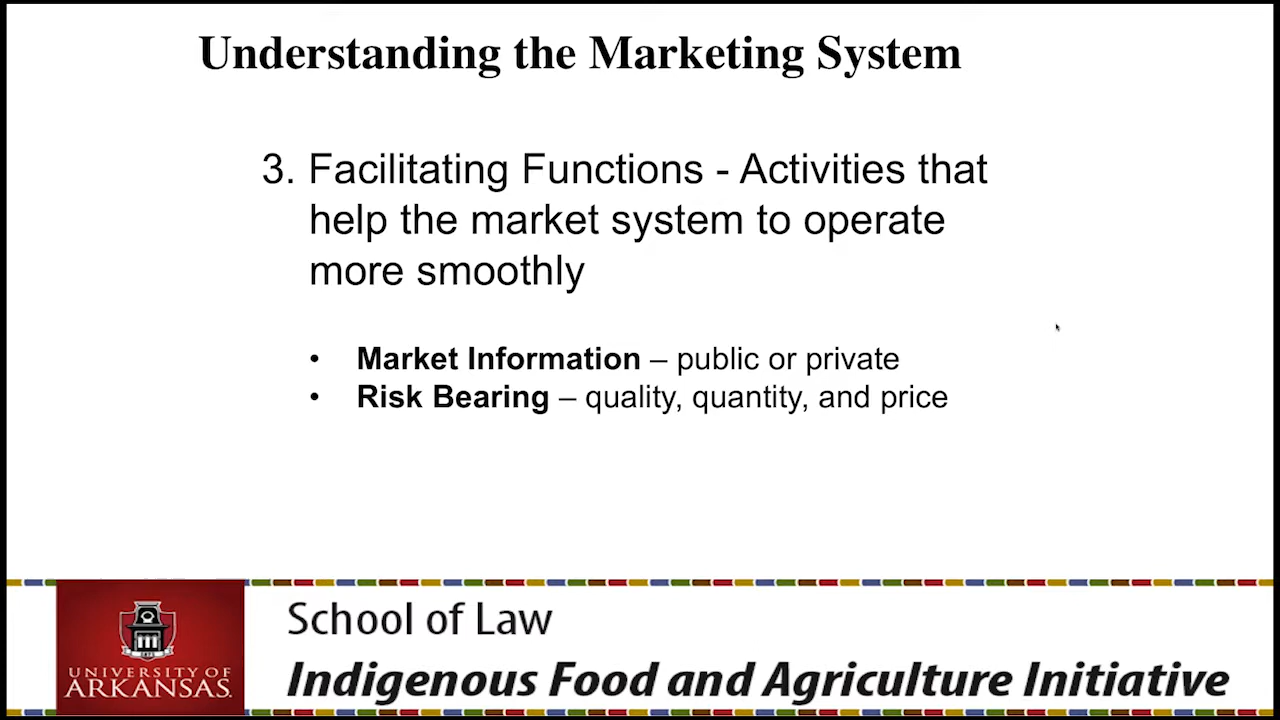 Understanding the Marketing System
3. Facilitating Functions - Activities that
help the market system to operate
more smoothly
• Market Information – public or private
• Risk Bearing – quality, quantity, and price
UNIVERSITY OF
ARKANSAS.
School of Law
Indigenous Food and Agriculture Initiative